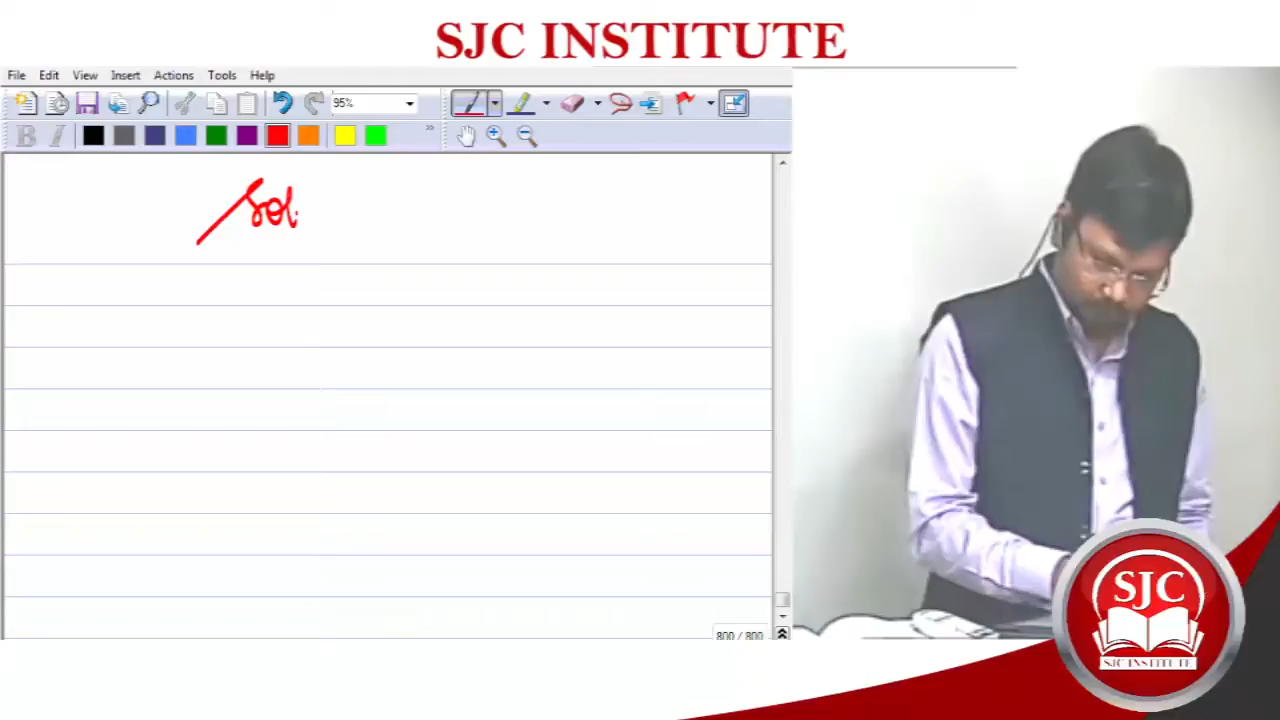 SJC INSTITUTE
File Edit View Insert Actions Tools Help
95%
B I
»
Sol.
800 / 800
SJC
SJC INSTITUTE